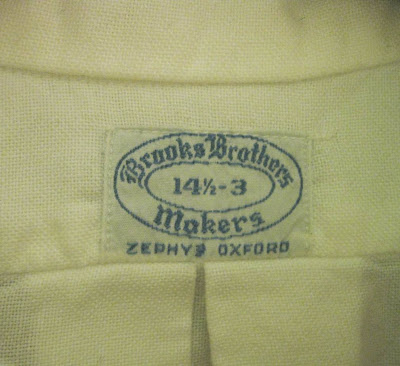 Brooks Brothers
14½-3
Makers
ZEPHYR OXFORD